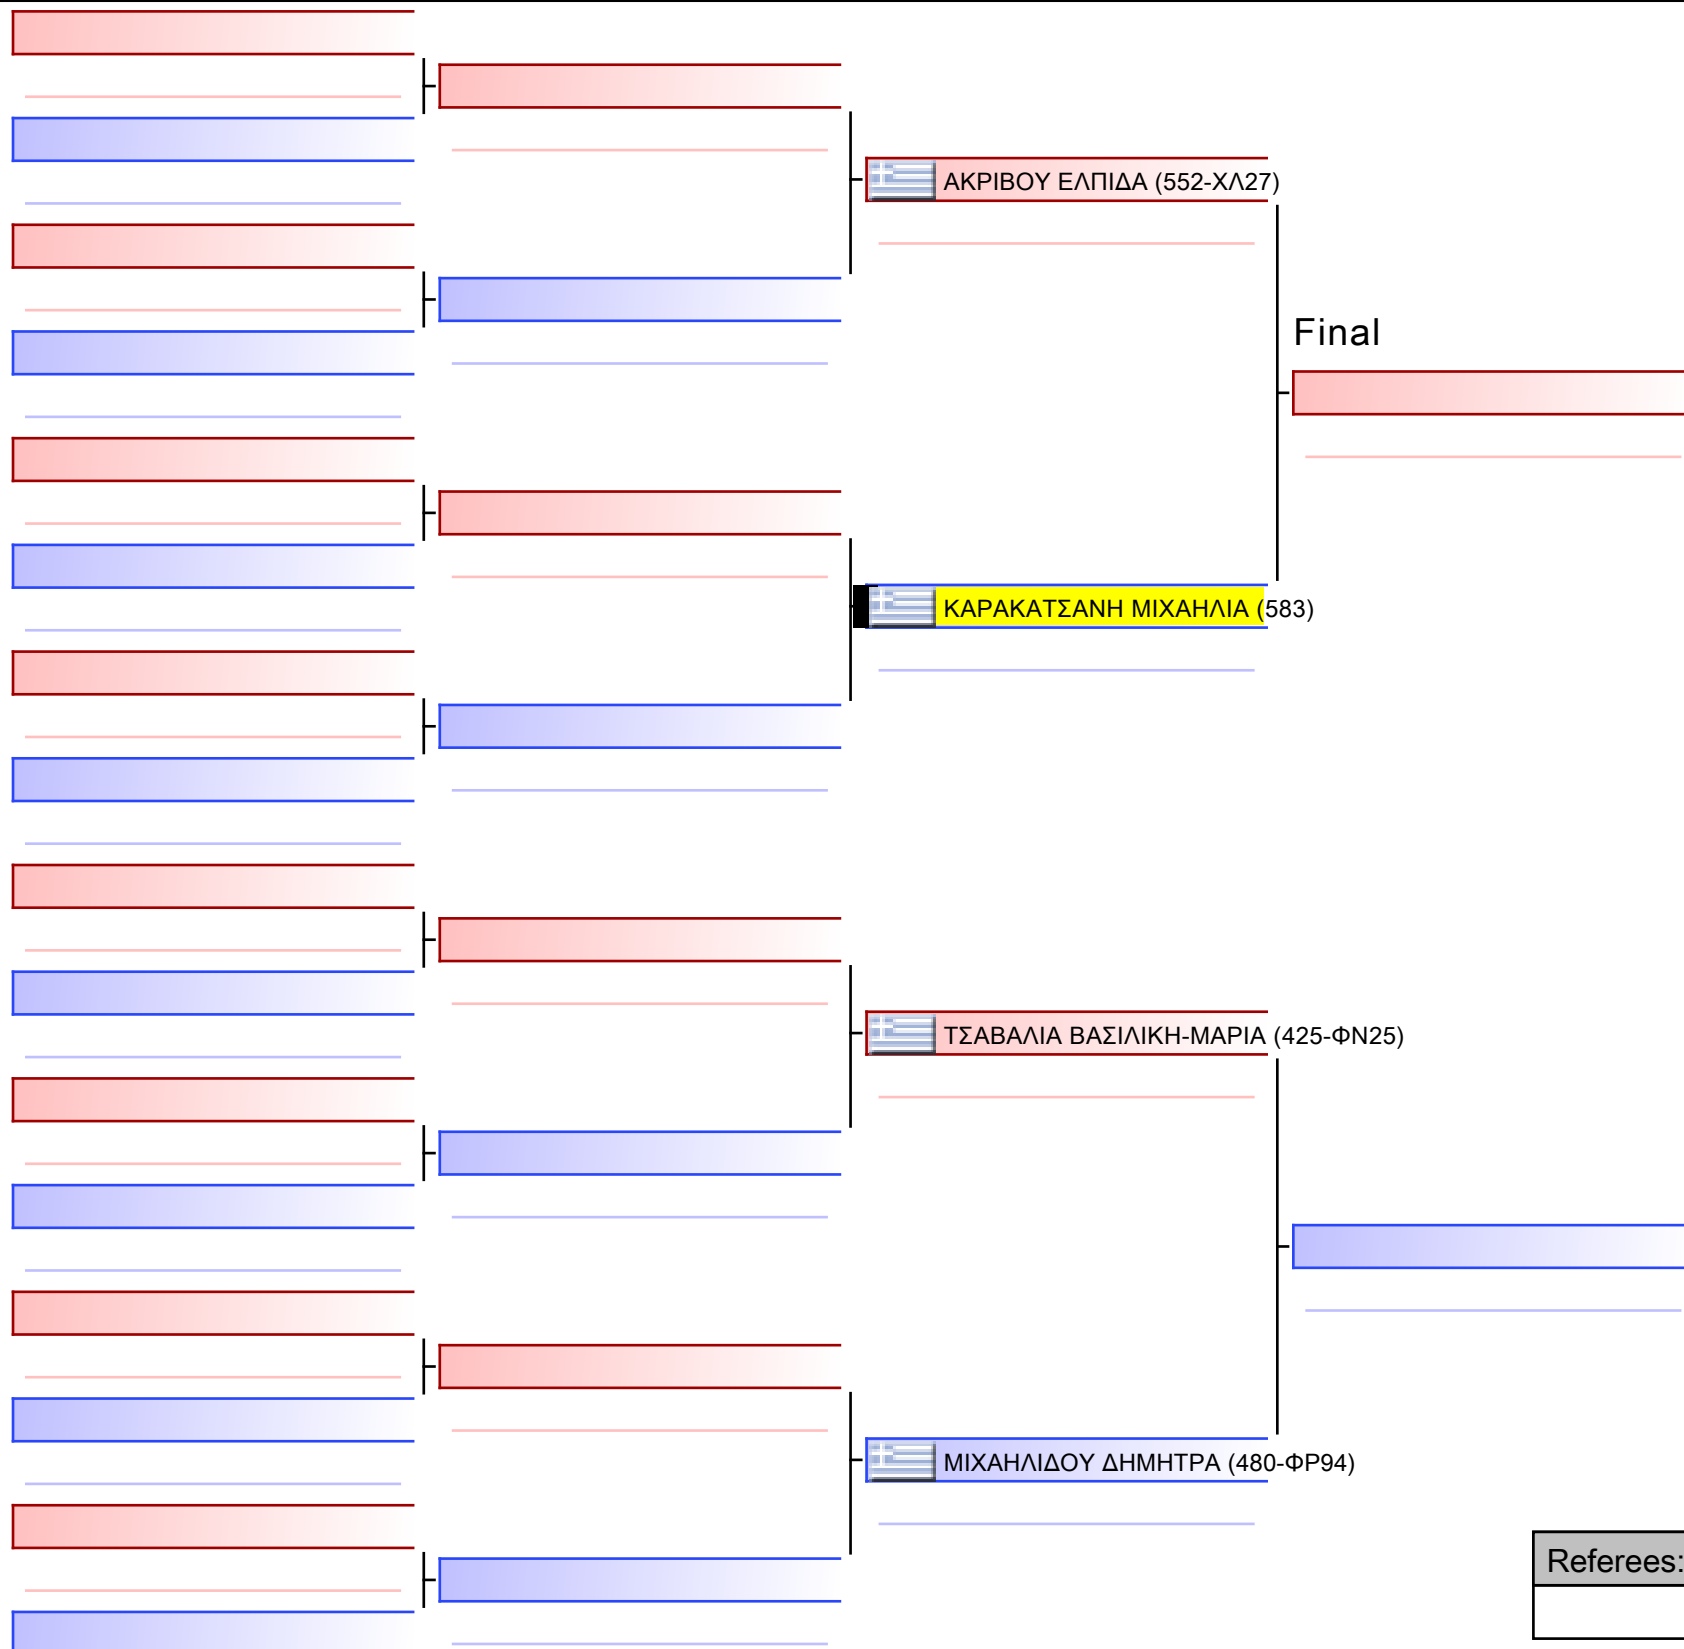 ΑΚΡΙΒΟΥ ΕΛΠΙΔΑ (552-ΧΛ27)
Final
ΚΑΡΑΚΑΤΣΑΝΗ ΜΙΧΑΗΛΙΑ (583)
ΤΣΑΒΑΛΙΑ ΒΑΣΙΛΙΚΗ-ΜΑΡΙΑ (425-ΦΝ25)
ΜΙΧΑΗΛΙΔΟΥ ΔΗΜΗΤΡΑ (480-ΦΡ94)
Referees: